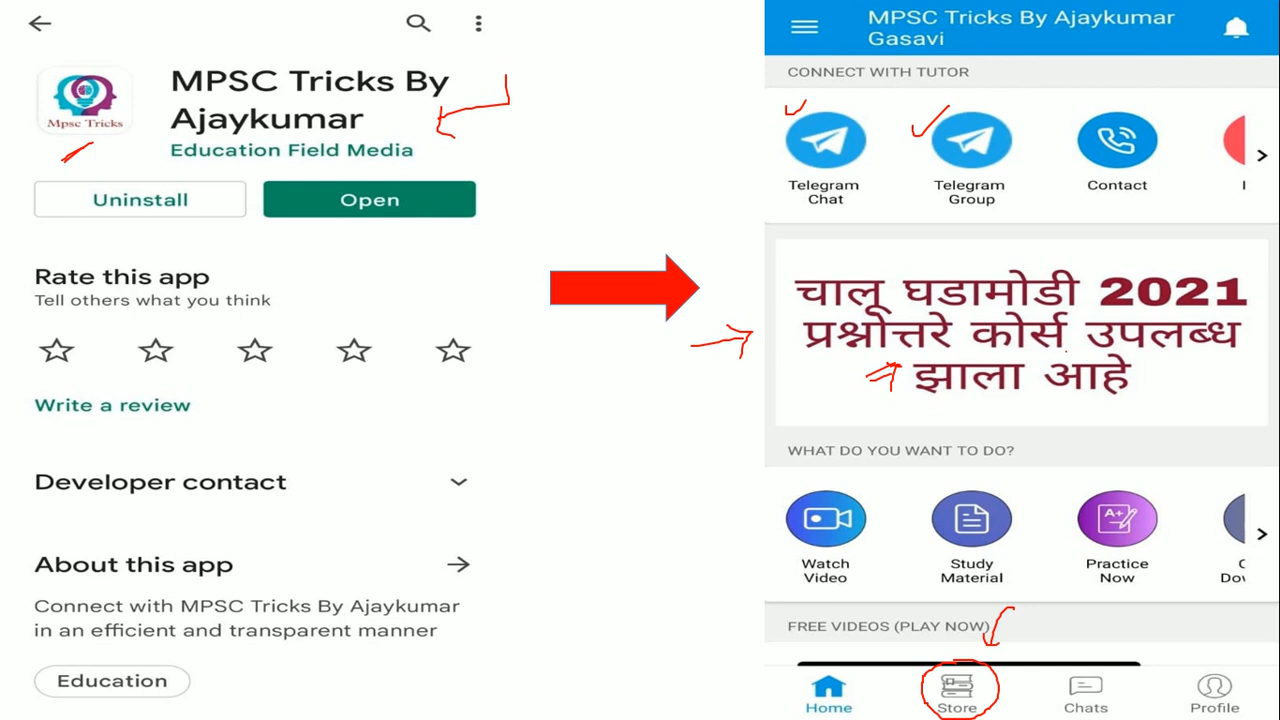 MPSC Tricks By
Ajaykumar
Mpsc Tricks
Education Field Media
Uninstall
Open
Rate this app
Tell others what you think
Write a review
Developer contact
About this app
Connect with MPSC Tricks By Ajaykumar
in an efficient and transparent manner
Education
MPSC Tricks By Ajaykumar
Gasavi
CONNECT WITH TUTOR
Telegram
Chat
Telegram
Group
Contact
चालू घडामोडी 2021
प्रश्नोत्तरे कोर्स उपलब्ध
झाला आहे
WHAT DO YOU WANT TO DO?
Watch
Video
Study
Material
Practice
Now
FREE VIDEOS (PLAY NOW)
Home
Store
Chats
Profile